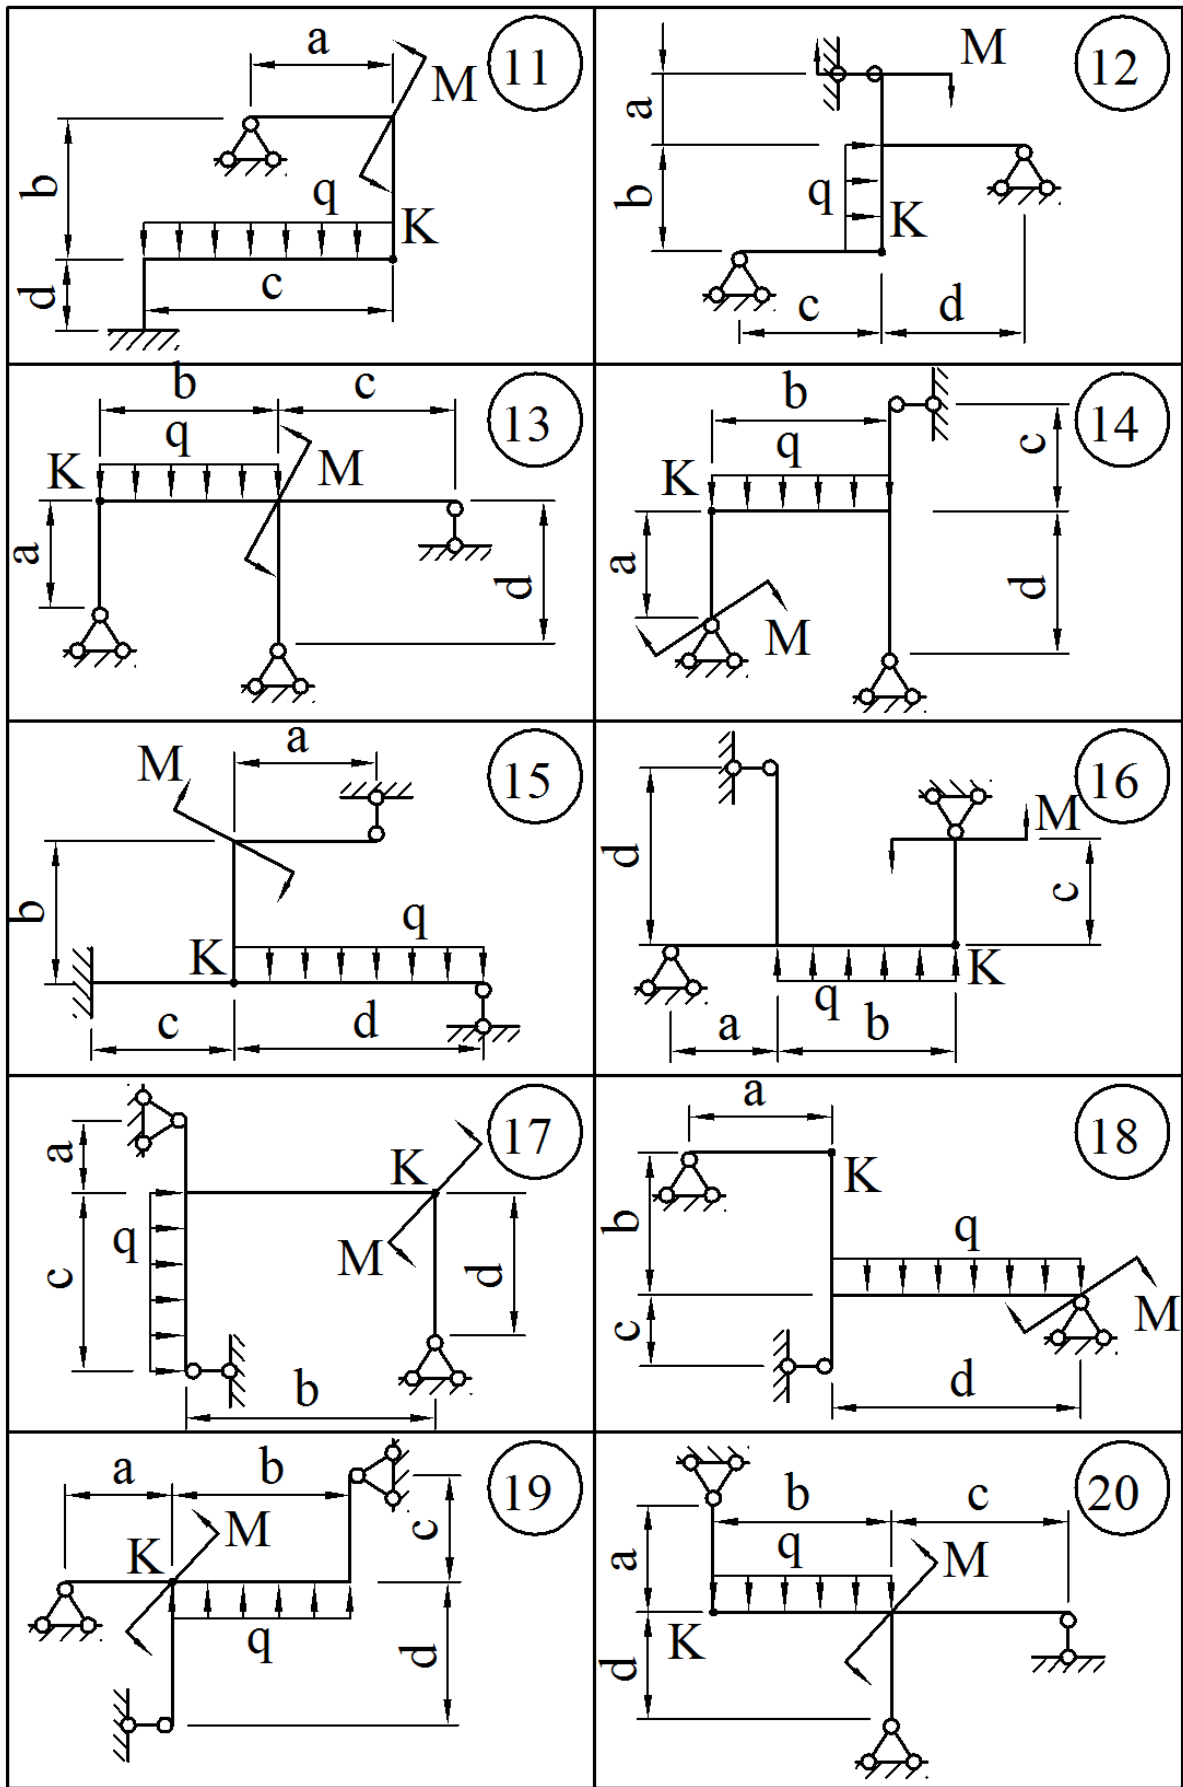 a 11 M b q K c d
M 12 a b q K c d
b c 13 K q M a d
b 14 K q c a d M
a M 15 b K q c d
16 M d c K q a b
17 a K q M c d b
a 18 K b q c M d
a b 19 M K c q d
20 b c a q M K d